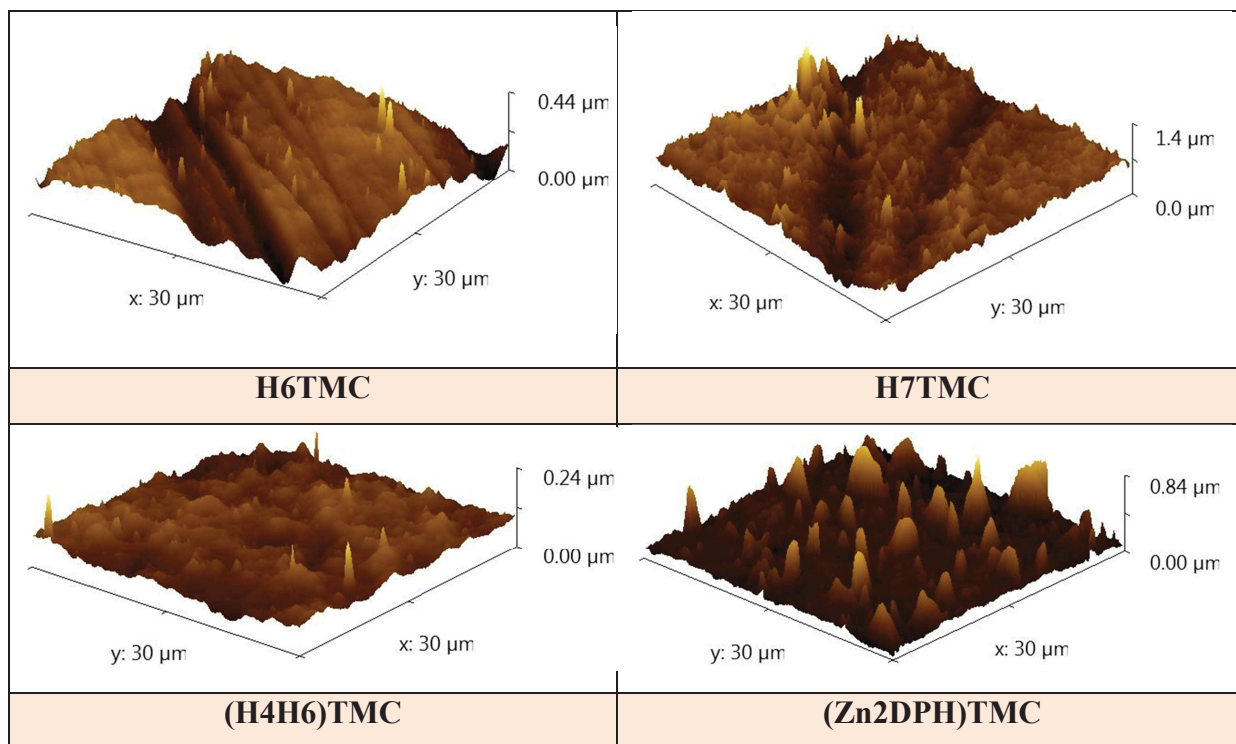 0.44 µm
0.00 µm
x: 30 µm
y: 30 µm
1.4 µm
0.0 µm
x: 30 µm
y: 30 µm
H6TMC
H7TMC
0.24 µm
0.00 µm
y: 30 µm
x: 30 µm
0.84 µm
0.00 µm
y: 30 µm
x: 30 µm
(H4H6)TMC
(Zn2DPH)TMC